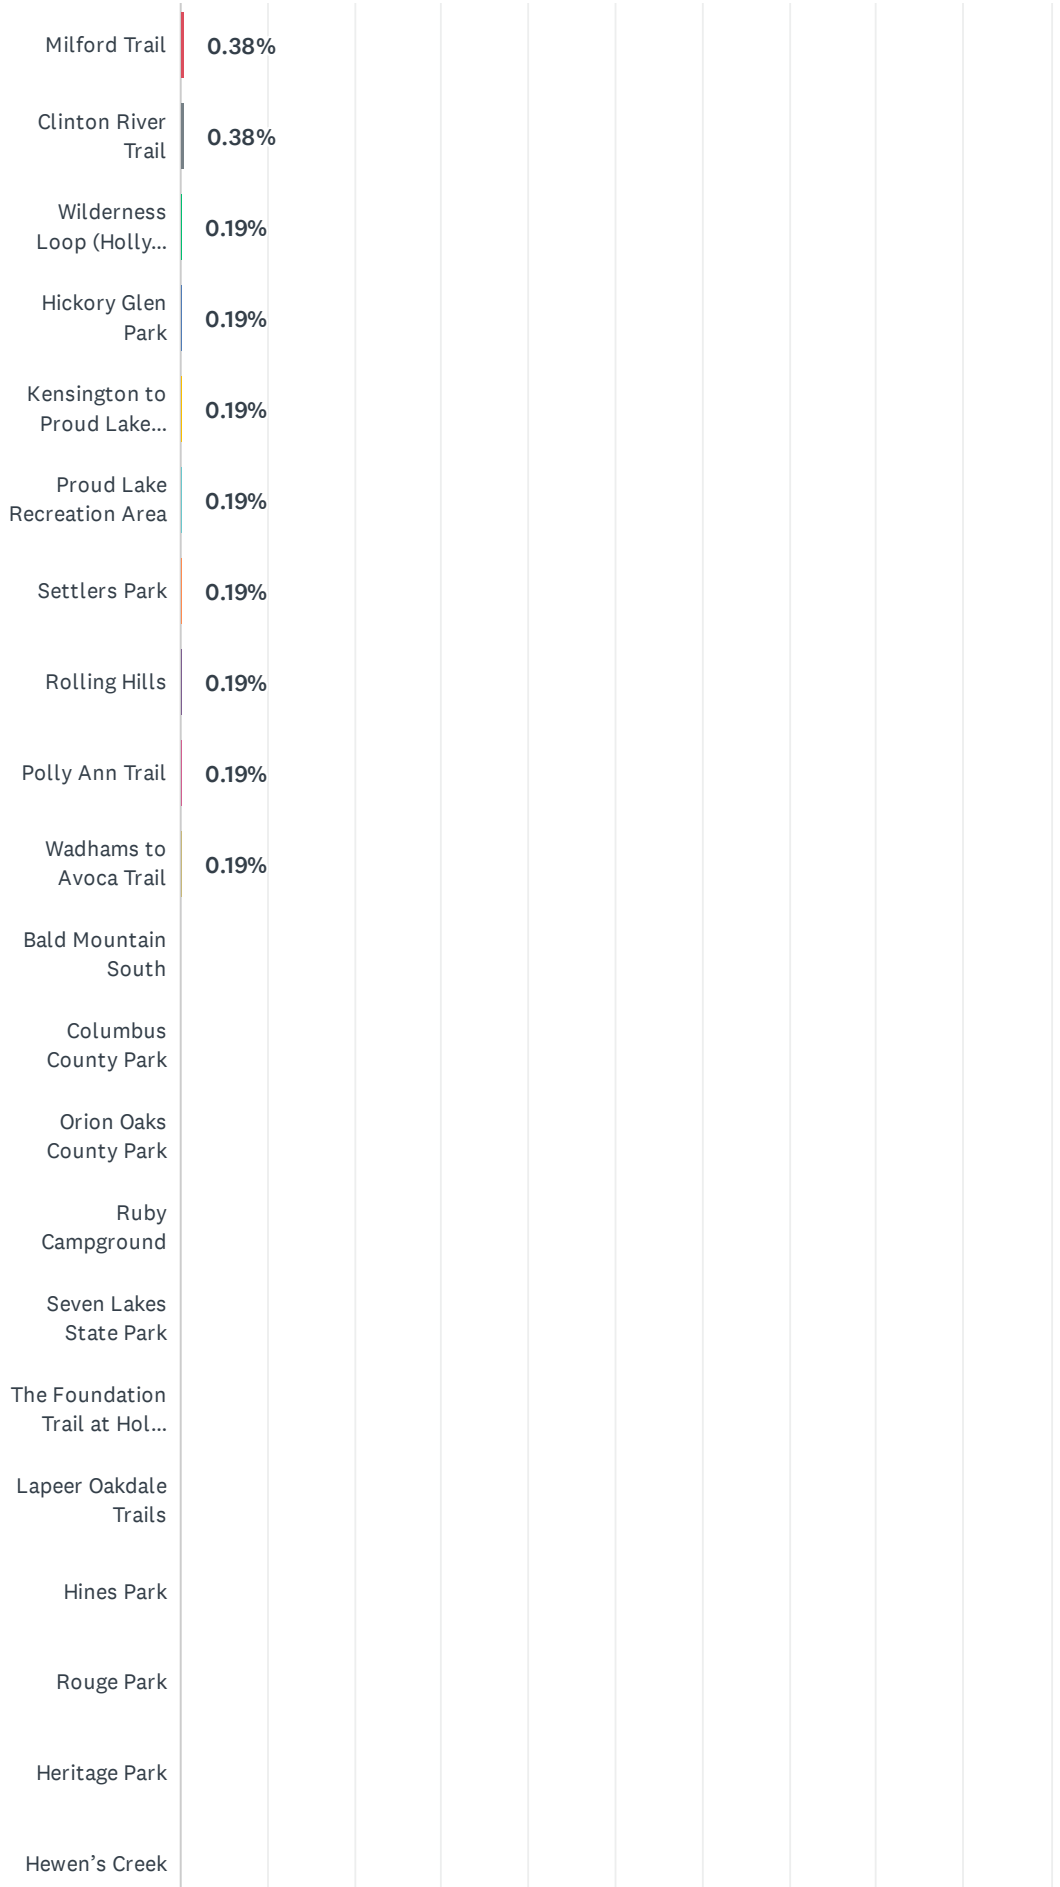 Milford Trail
0.38%
Clinton River
Trail
0.38%
Wilderness
Loop (Holly...
0.19%
Hickory Glen
Park
0.19%
Kensington to
Proud Lake...
0.19%
Proud Lake
Recreation Area
0.19%
Settlers Park
0.19%
Rolling Hills
0.19%
Polly Ann Trail
0.19%
Wadhams to
Avoca Trail
0.19%
Bald Mountain
South
Columbus
County Park
Orion Oaks
County Park
Ruby
Campground
Seven Lakes
State Park
The Foundation
Trail at Hol...
Lapeer Oakdale
Trails
Hines Park
Rouge Park
Heritage Park
Hewen’s Creek